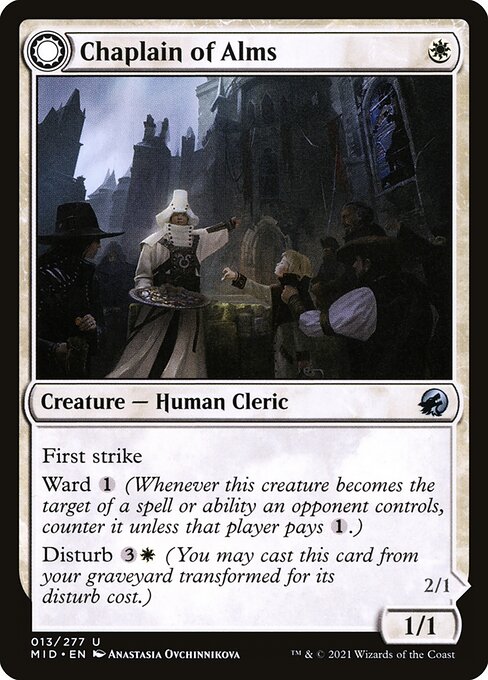 Chaplain of Alms
Creature — Human Cleric
First strike
Ward 1 (Whenever this creature becomes the
target of a spell or ability an opponent controls,
counter it unless that player pays 1.)
Disturb 3 (You may cast this card from
your graveyard transformed for its
disturb cost.)
2/1
1/1
013/277 U
MID • EN Anastasia Ovchinnikova
™ & © 2021 Wizards of the Coast